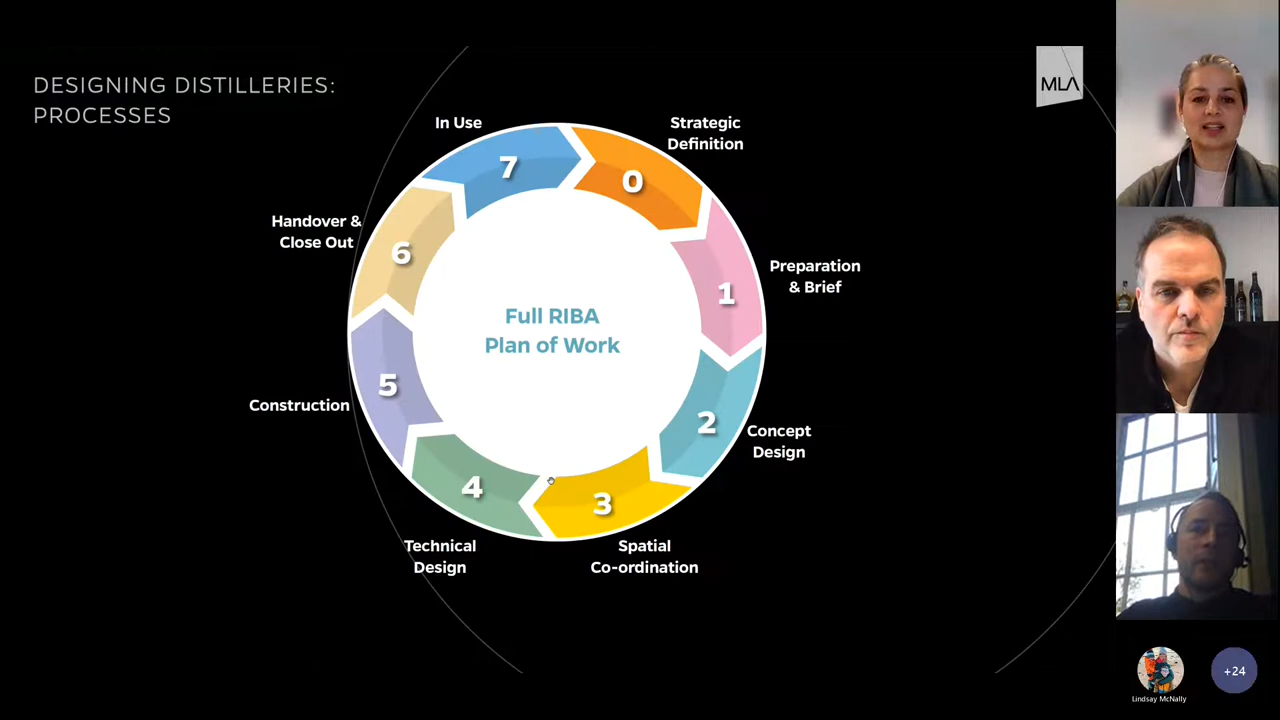 DESIGNING DISTILLERIES:
PROCESSES
MLA
In Use
7
Strategic
Definition
0
Preparation
& Brief
1
Concept
Design
2
Spatial
Co-ordination
3
Technical
Design
4
Construction
5
Handover &
Close Out
6
Full RIBA
Plan of Work
Lindsay McNally
+24